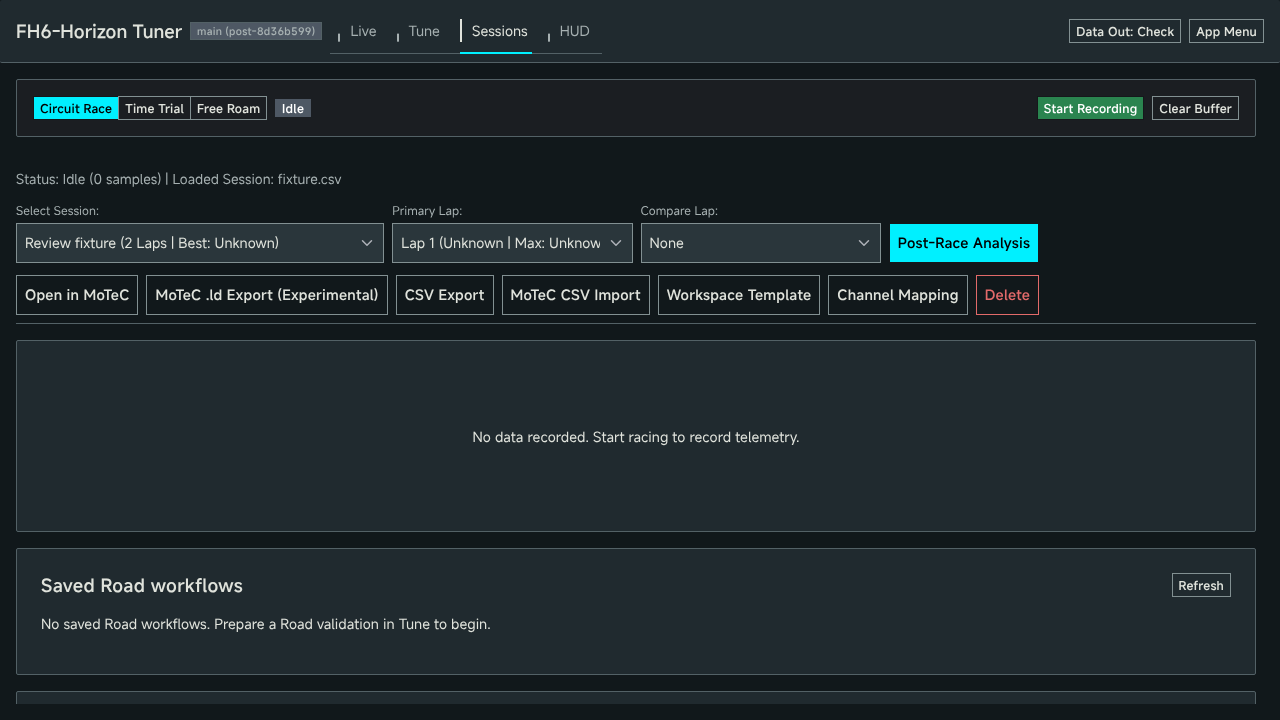 FH6-Horizon Tuner main (post-8d36b599) Live Tune Sessions HUD Data Out: Check App Menu
Circuit Race Time Trial Free Roam Idle Start Recording Clear Buffer
Status: Idle (0 samples) | Loaded Session: fixture.csv
Select Session: Primary Lap: Compare Lap:
Review fixture (2 Laps | Best: Unknown) Lap 1 (Unknown | Max: Unknow None Post-Race Analysis
Open in MoTeC MoTeC .ld Export (Experimental) CSV Export MoTeC CSV Import Workspace Template Channel Mapping Delete
No data recorded. Start racing to record telemetry.
Saved Road workflows Refresh
No saved Road workflows. Prepare a Road validation in Tune to begin.